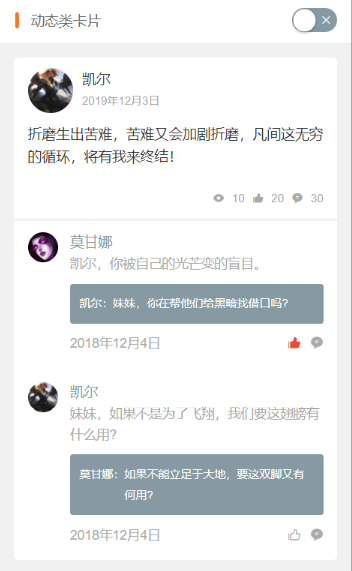 动态类卡片
凯尔
2019年12月3日
折磨生出苦难，苦难又会加剧折磨，凡间这无穷
的循环，将有我来终结！
10 20 30
莫甘娜
凯尔，你被自己的光芒变的盲目。
凯尔：妹妹，你在帮他们给黑暗找借口吗？
2018年12月4日
凯尔
妹妹，如果不是为了飞翔，我们要这翅膀有
什么用？
莫甘娜：如果不能立足于大地，要这双脚又有
何用？
2018年12月4日